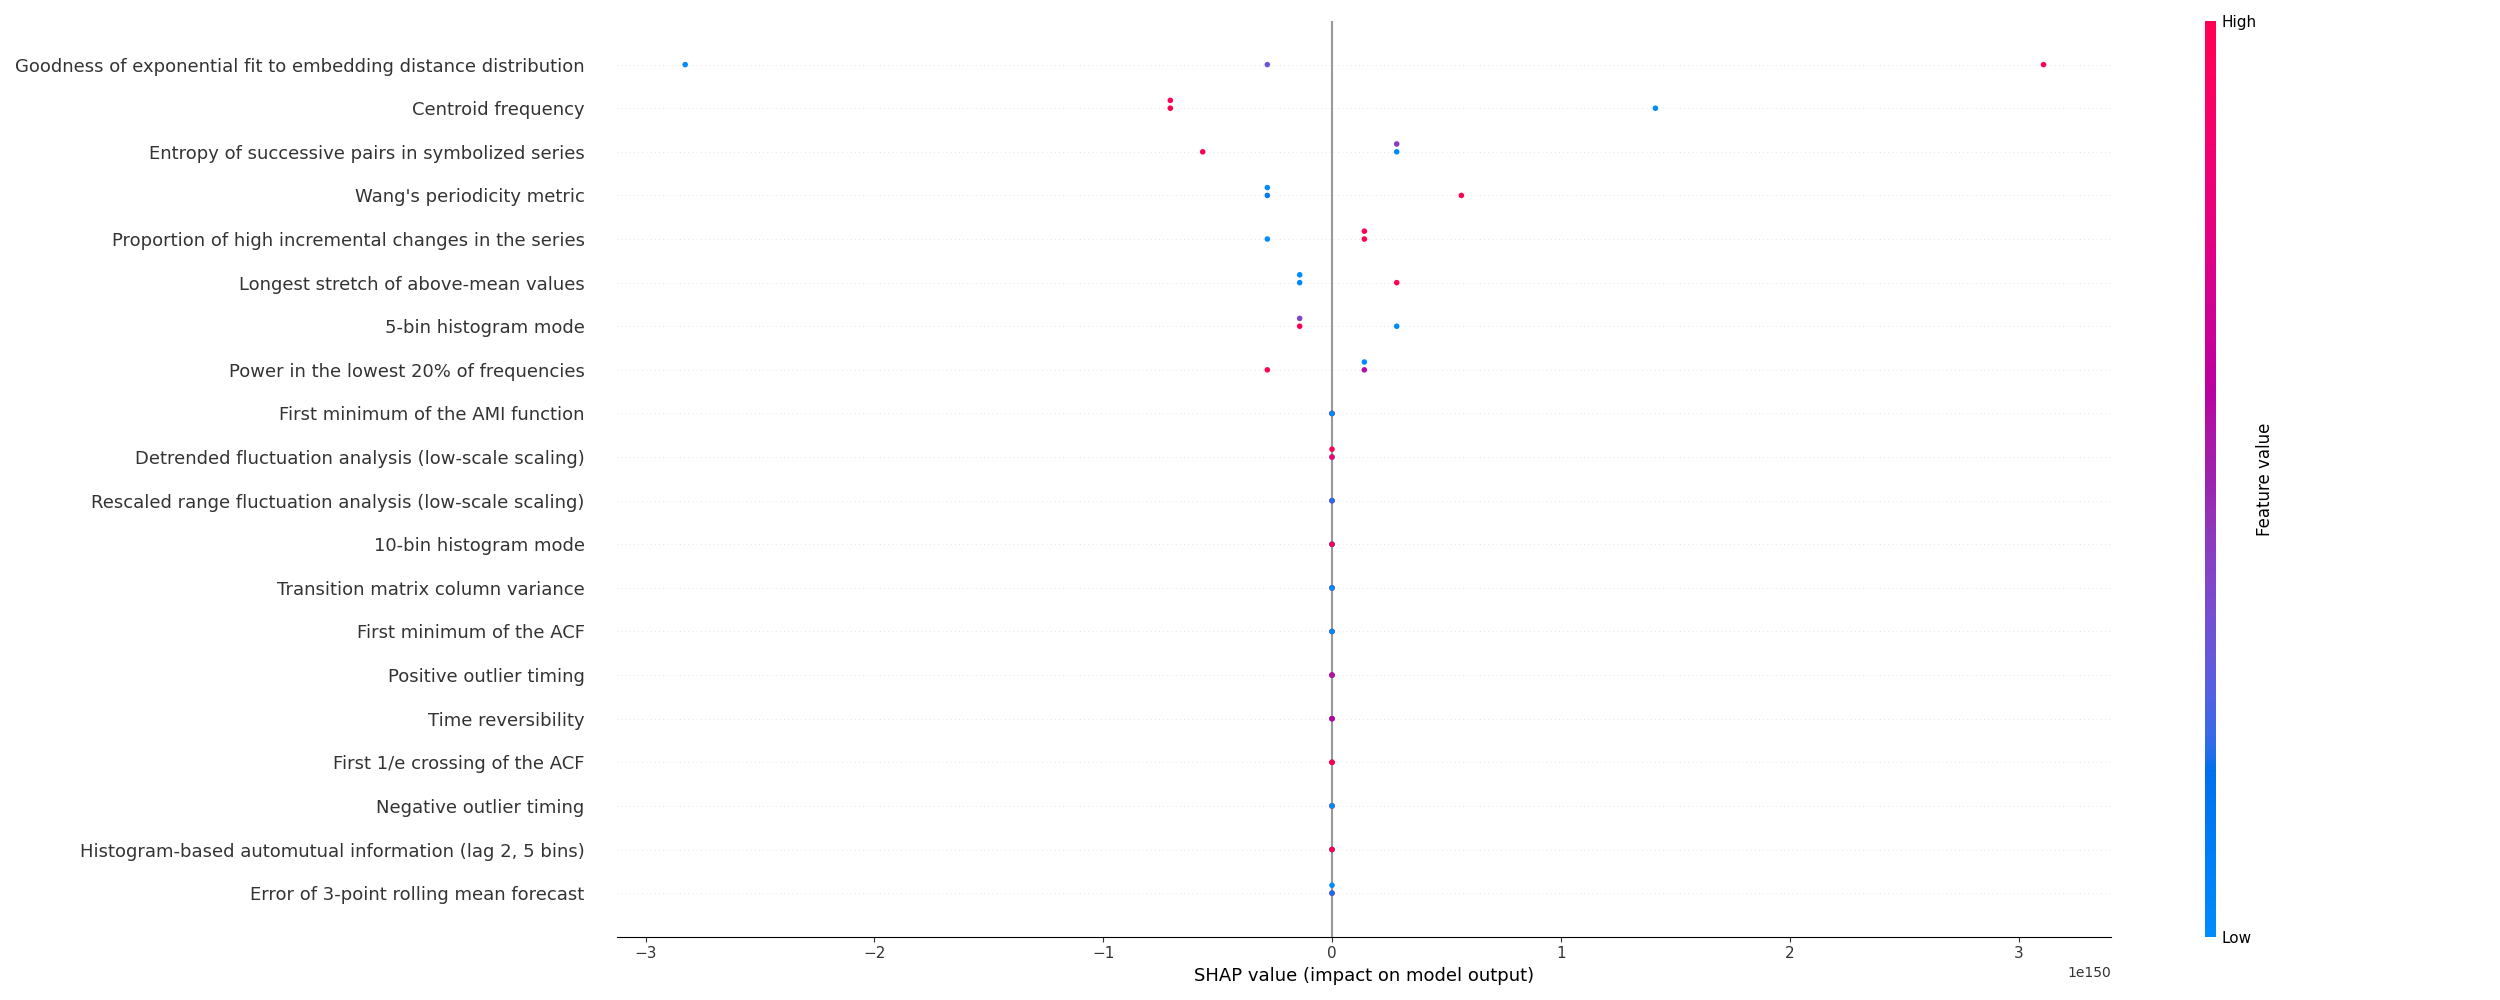 High
Goodness of exponential fit to embedding distance distribution
Centroid frequency
Entropy of successive pairs in symbolized series
Wang's periodicity metric
Proportion of high incremental changes in the series
Longest stretch of above-mean values
5-bin histogram mode
Power in the lowest 20% of frequencies
First minimum of the AMI function
Detrended fluctuation analysis (low-scale scaling)
Rescaled range fluctuation analysis (low-scale scaling)
10-bin histogram mode
Transition matrix column variance
First minimum of the ACF
Positive outlier timing
Time reversibility
First 1/e crossing of the ACF
Negative outlier timing
Histogram-based automutual information (lag 2, 5 bins)
Error of 3-point rolling mean forecast
Feature value
Low
−3 −2 −1 0 1 2 3
1e150
SHAP value (impact on model output)